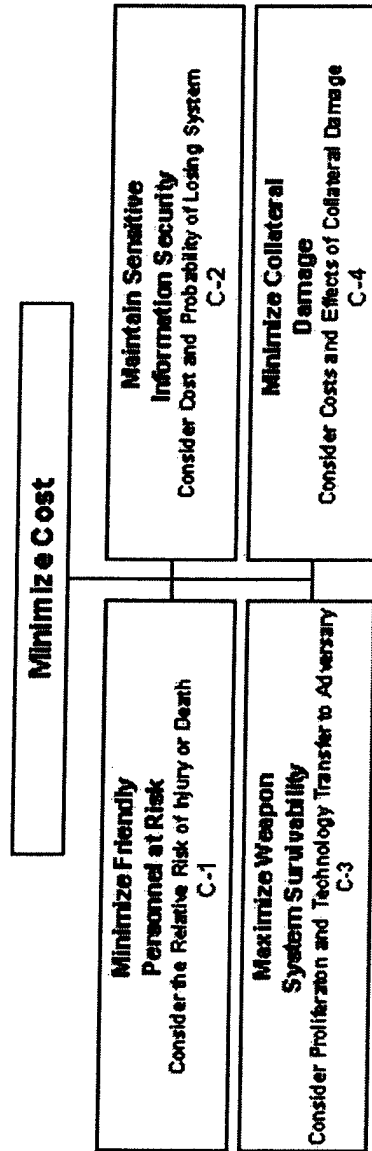 Minimize Cost
Minimize Friendly
Personnel at Risk
Consider the Relative Risk of Injury or Death
C-1
Maintain Sensitive
Information Security
Consider Cost and Probability of Losing System
C-2
Maximize Weapon
System Survivability
Consider Proliferation and Technology Transfer to Adversary
C-3
Minimize Collateral
Damage
Consider Costs and Effects of Collateral Damage
C-4